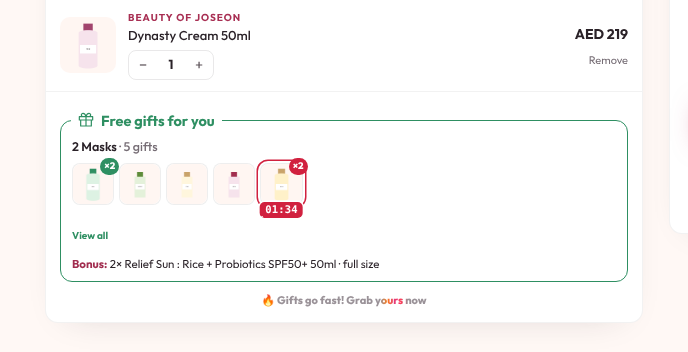 BEAUTY OF JOSEON
Dynasty Cream 50ml
AED 219
− 1 +
Remove
Free gifts for you
2 Masks · 5 gifts
×2
×2
01:34
View all
Bonus: 2× Relief Sun : Rice + Probiotics SPF50+ 50ml · full size
🔥 Gifts go fast! Grab yours now